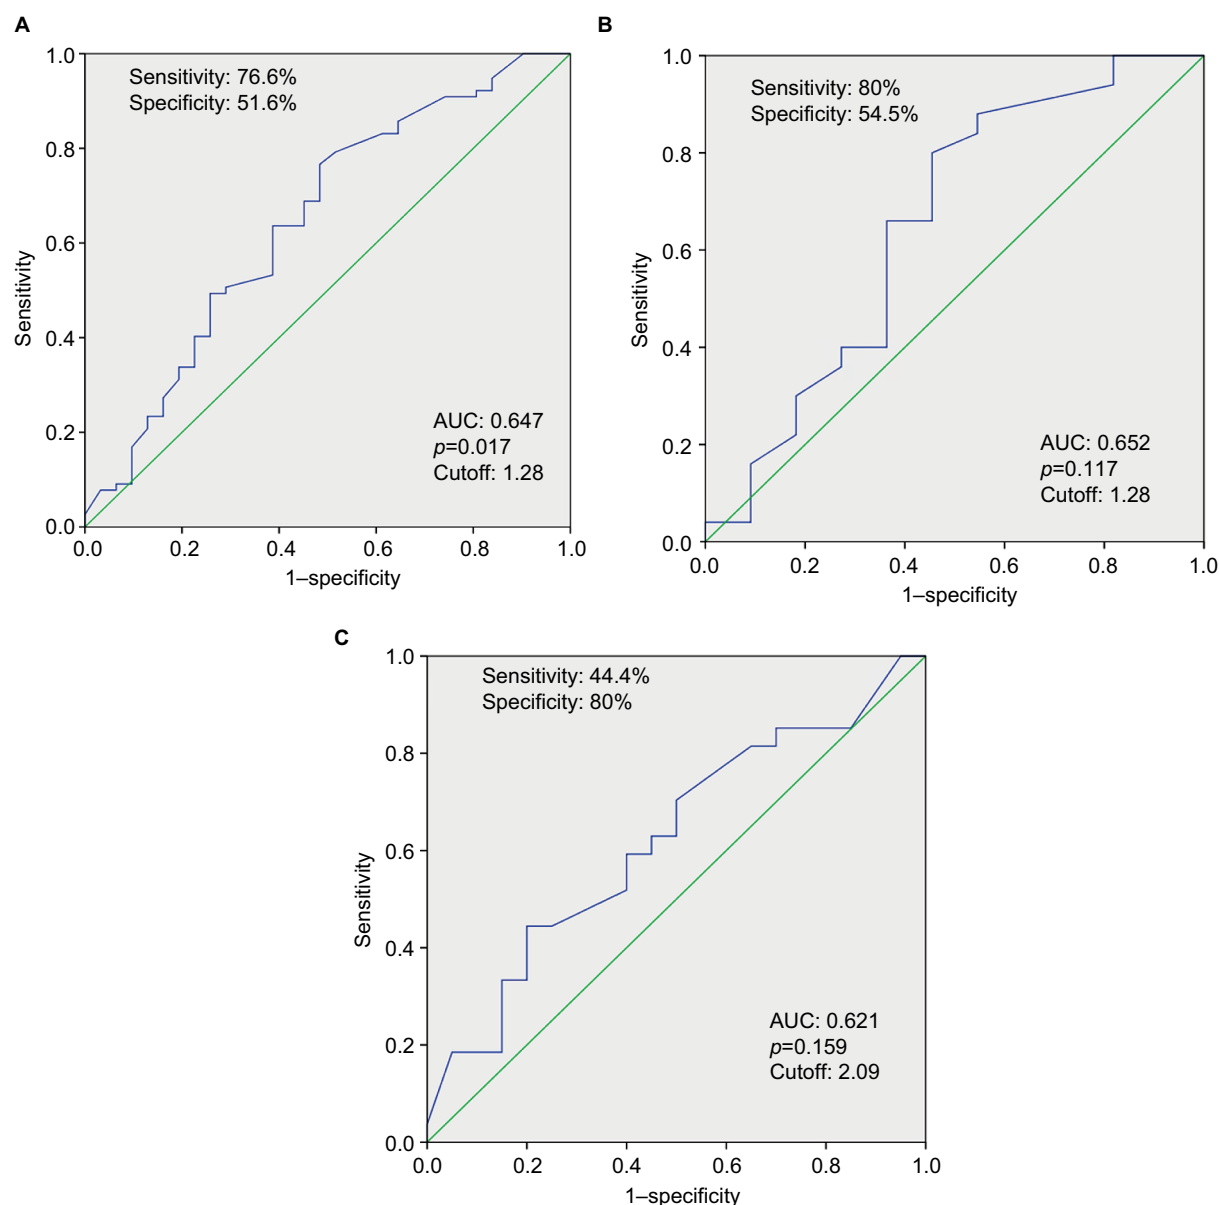 A
Sensitivity: 76.6%
Specificity: 51.6%
1.0
0.8
0.6
0.4
0.2
0.0
Sensitivity
AUC: 0.647
p=0.017
Cutoff: 1.28
0.0 0.2 0.4 0.6 0.8 1.0
1–specificity
B
Sensitivity: 80%
Specificity: 54.5%
1.0
0.8
0.6
0.4
0.2
0.0
Sensitivity
AUC: 0.652
p=0.117
Cutoff: 1.28
0.0 0.2 0.4 0.6 0.8 1.0
1–specificity
C
Sensitivity: 44.4%
Specificity: 80%
1.0
0.8
0.6
0.4
0.2
0.0
Sensitivity
AUC: 0.621
p=0.159
Cutoff: 2.09
0.0 0.2 0.4 0.6 0.8 1.0
1–specificity